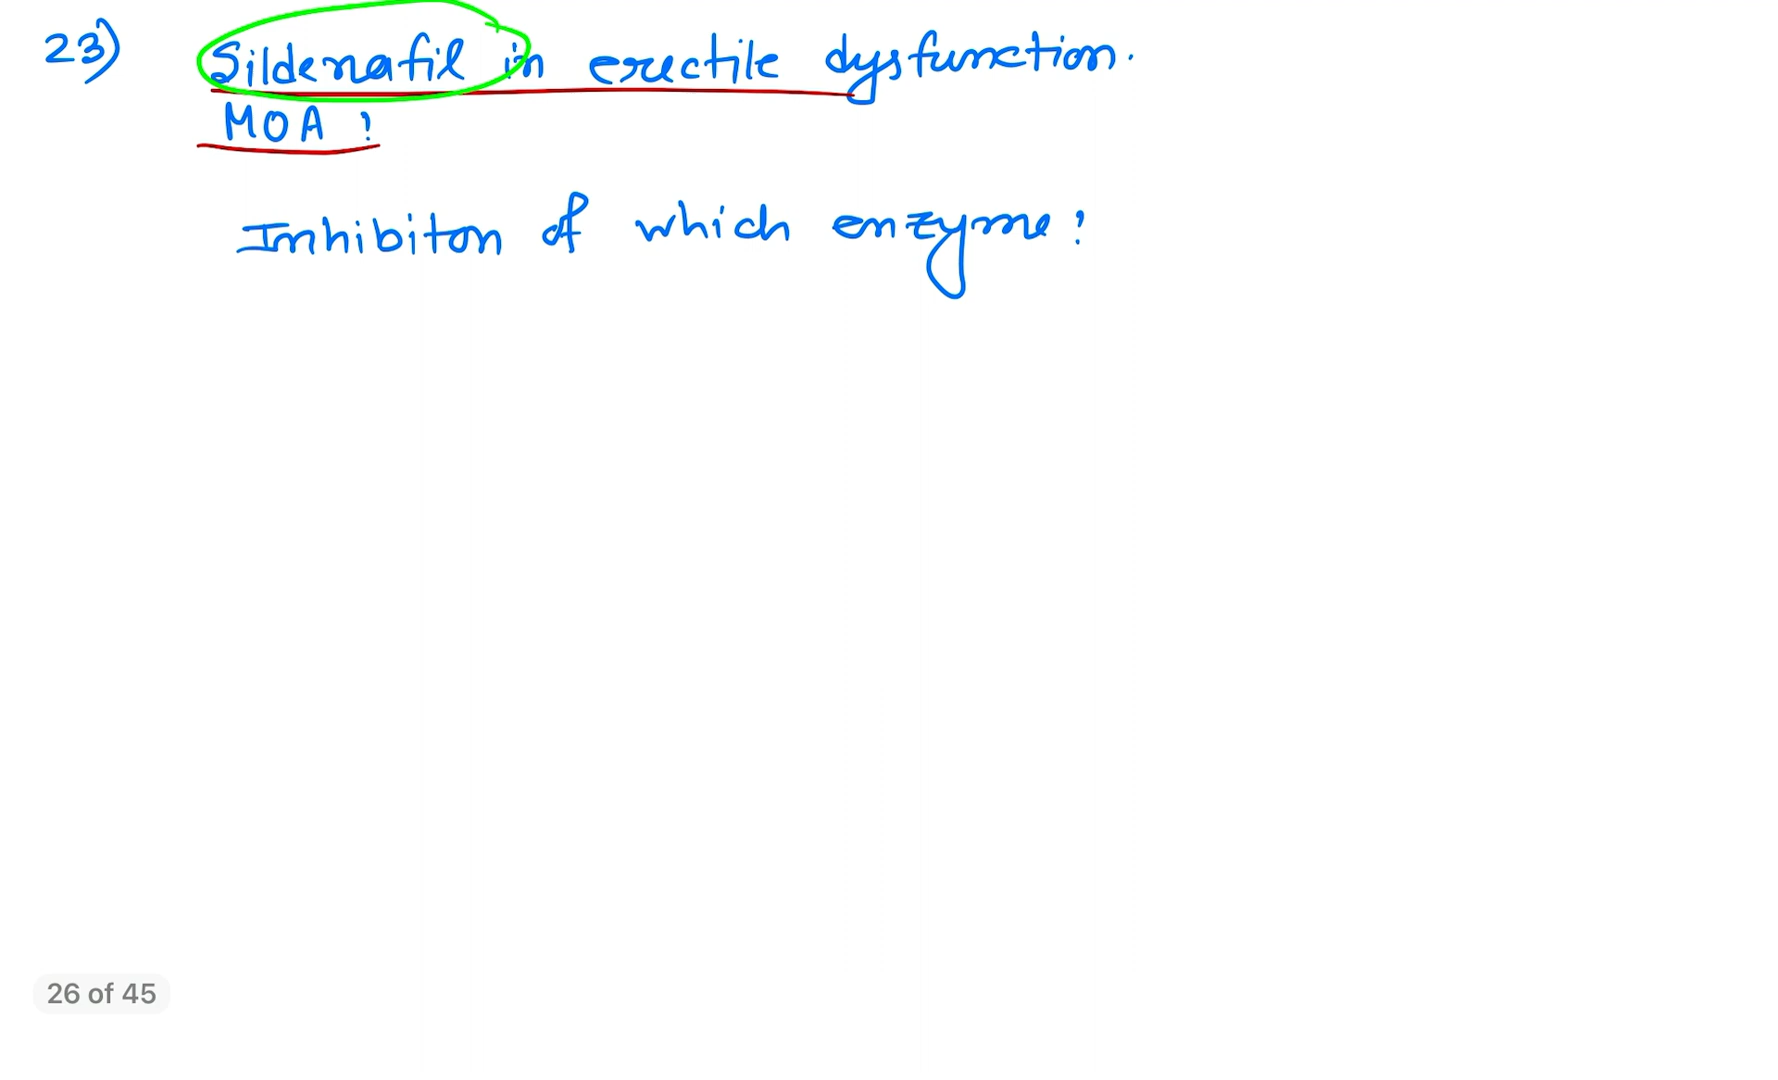 23) Sildenafil in erectile dysfunction.
MOA ?
Inhibiton of which enzyme?
26 of 45